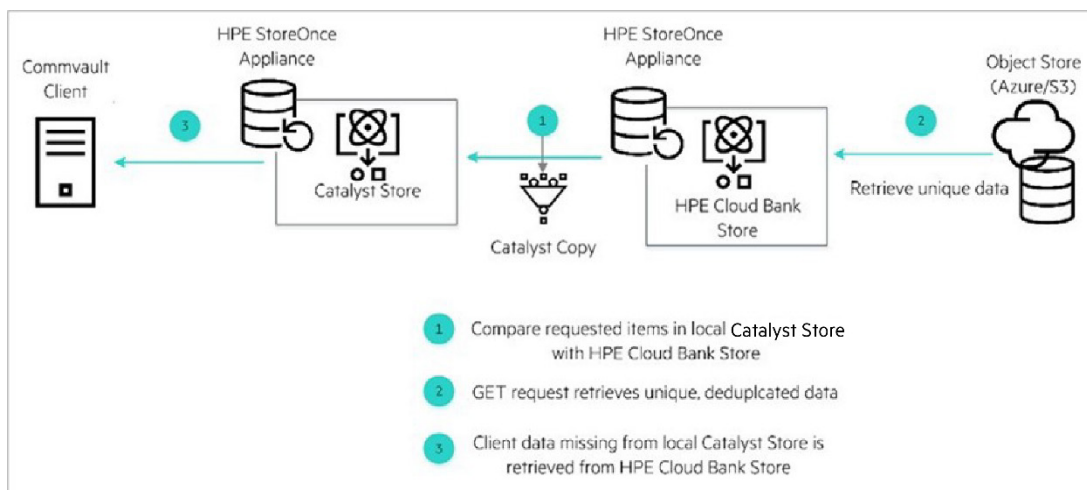 HPE StoreOnce
Appliance
HPE StoreOnce
Appliance
Commvault
Client
Object Store
(Azure/S3)
3
1
2
Catalyst Store
Retrieve unique data
HPE Cloud Bank
Store
Catalyst Copy
1 Compare requested items in local Catalyst Store
with HPE Cloud Bank Store
2 GET request retrieves unique, deduplcated data
3 Client data missing from local Catalyst Store is
retrieved from HPE Cloud Bank Store